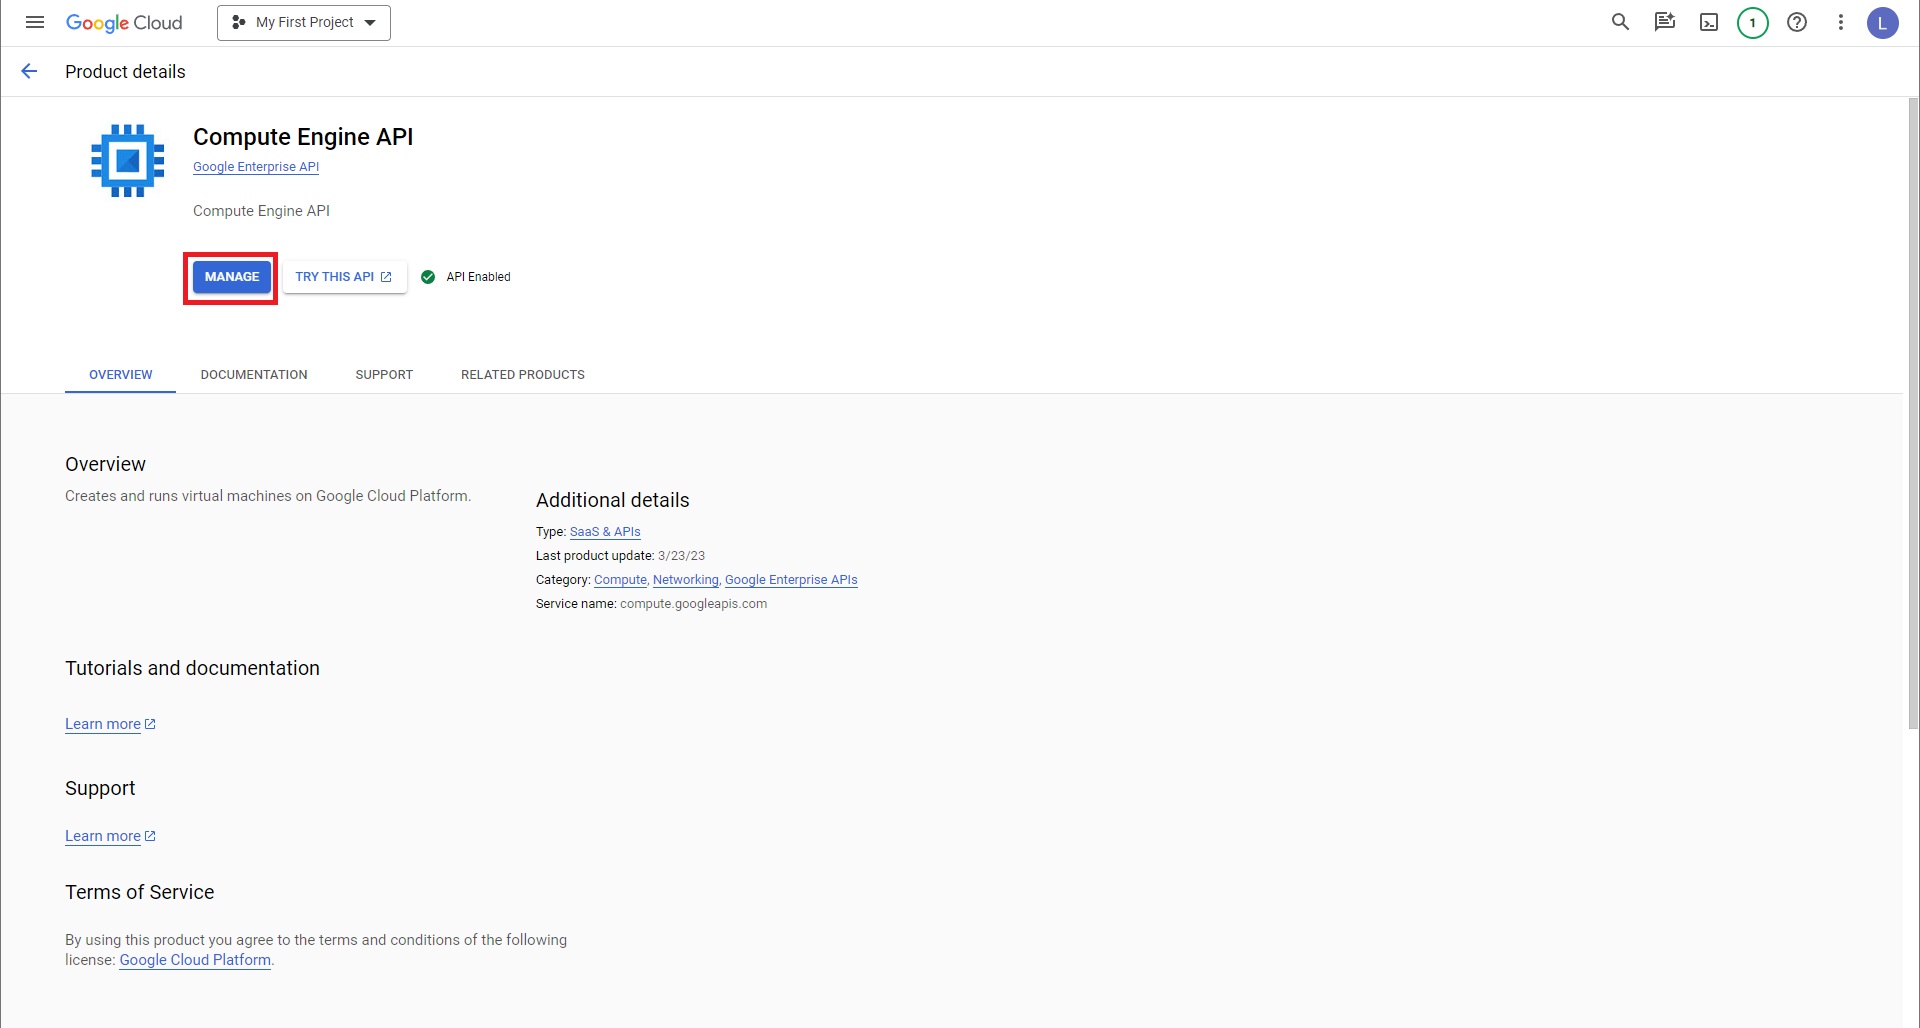 Google Cloud
My First Project
1
L
Product details
Compute Engine API
Google Enterprise API
Compute Engine API
MANAGE
TRY THIS API
API Enabled
OVERVIEW
DOCUMENTATION
SUPPORT
RELATED PRODUCTS
Overview
Creates and runs virtual machines on Google Cloud Platform.
Additional details
Type: SaaS & APIs
Last product update: 3/23/23
Category: Compute, Networking, Google Enterprise APIs
Service name: compute.googleapis.com
Tutorials and documentation
Learn more
Support
Learn more
Terms of Service
By using this product you agree to the terms and conditions of the following
license: Google Cloud Platform.